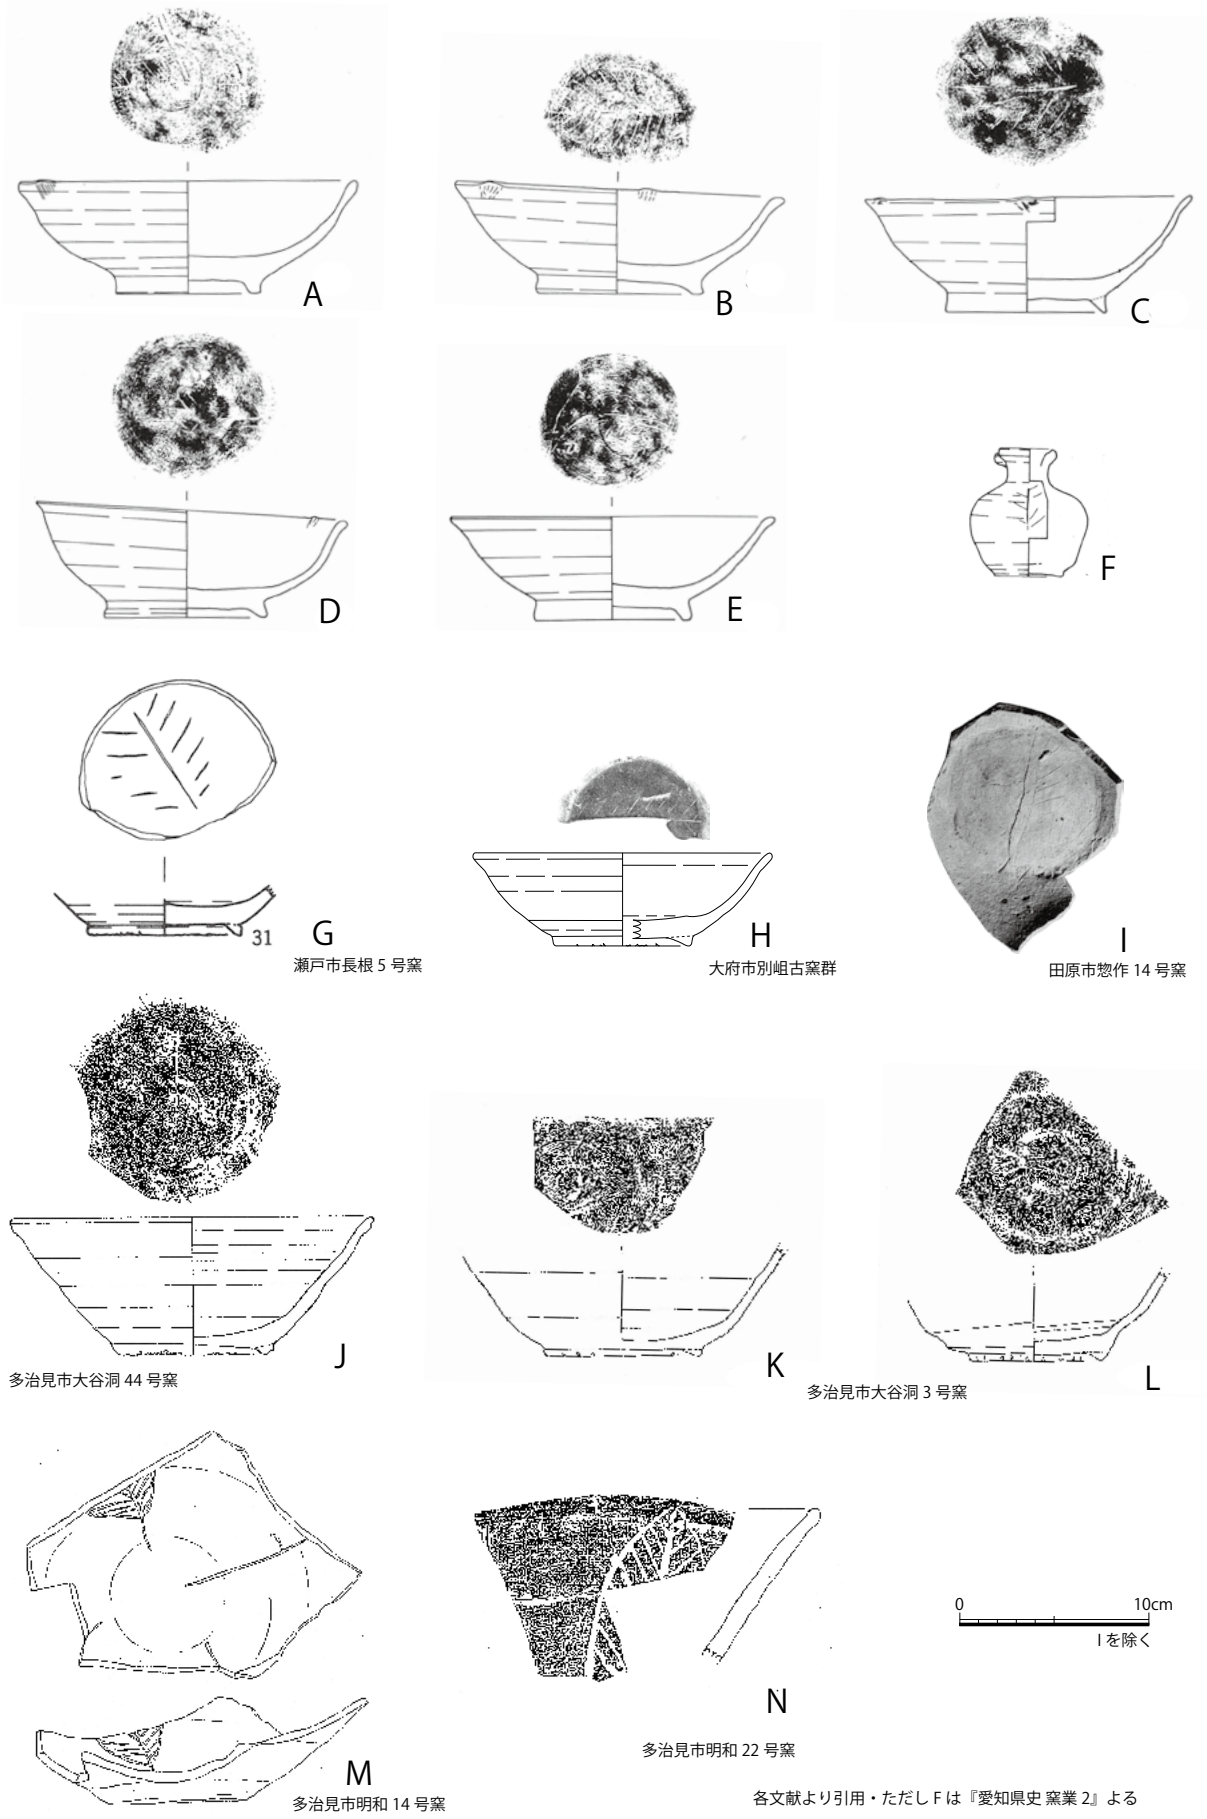 A
B
C
D
E
F
31
G
瀬戸市長根 5 号窯
H
大府市別岨古窯群
I
田原市惣作 14 号窯
J
多治見市大谷洞 44 号窯
K
L
多治見市大谷洞 3 号窯
M
多治見市明和 14 号窯
N
多治見市明和 22 号窯
0 10cm
I を除く
各文献より引用・ただし F は『愛知県史 窯業 2』よる